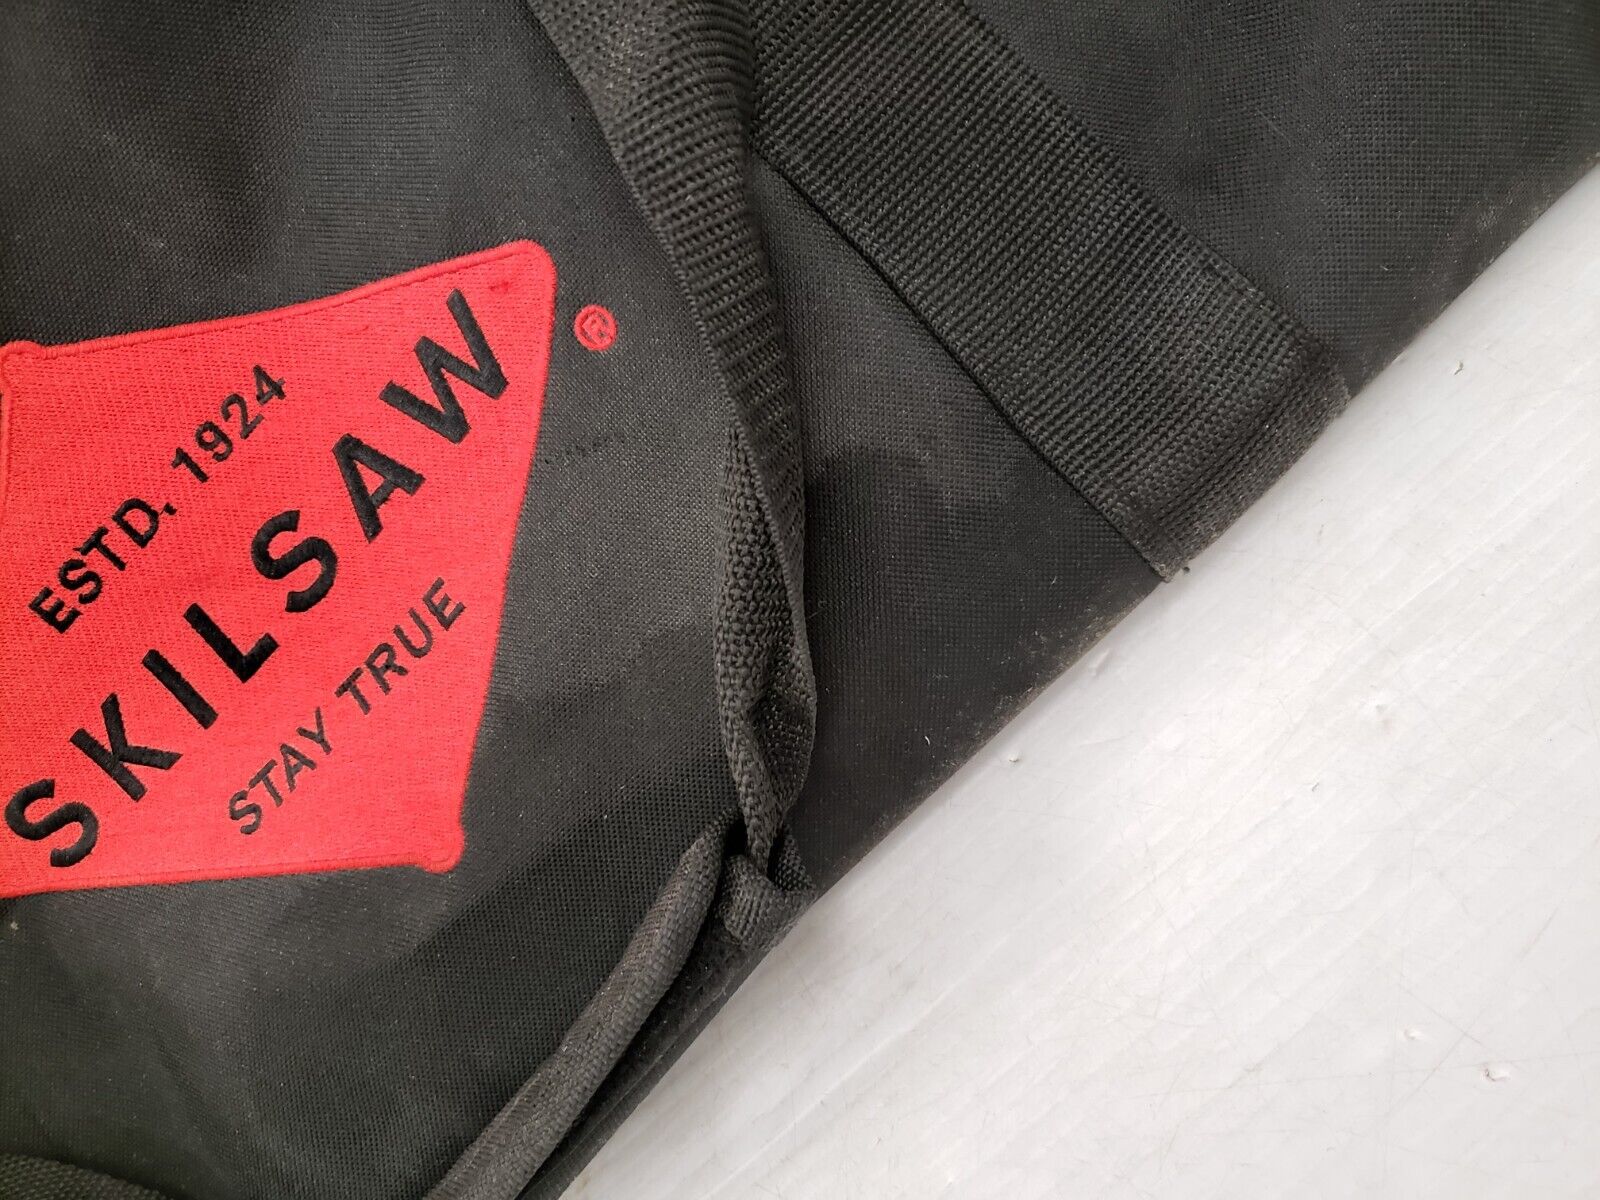 ESTD. 1924
SKILSAW ®
STAY TRUE